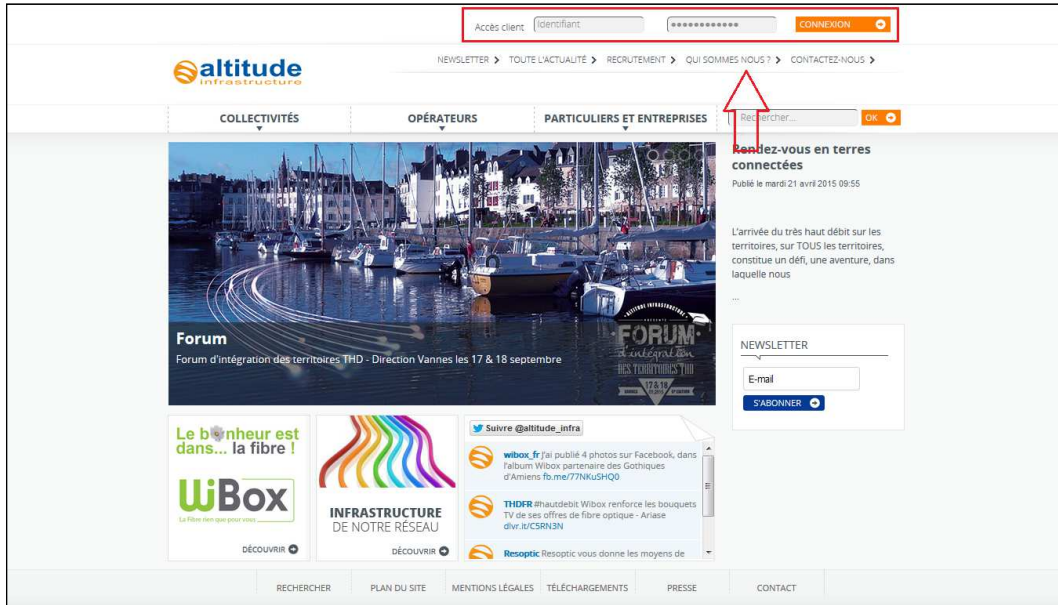 Accès client
Identifiant
CONNEXION
altitude
infrastructure
NEWSLETTER
TOUTE L'ACTUALITÉ
RECRUTEMENT
QUI SOMMES NOUS ?
CONTACTEZ-NOUS
COLLECTIVITÉS
OPÉRATEURS
PARTICULIERS ET ENTREPRISES
Rechercher...
OK
Forum
Forum d'intégration des territoires THD - Direction Vannes les 17 & 18 septembre
ALTITUDE INFRASTRUCTURE
FORUM
d'intégration
DES TERRITOIRES THD
17 & 18
Rendez-vous en terres
connectées
Publié le mardi 21 avril 2015 09:55
L'arrivée du très haut débit sur les
territoires, sur TOUS les territoires,
constitue un défi, une aventure, dans
laquelle nous
...
NEWSLETTER
E-mail
S'ABONNER
Le bonheur est
dans... la fibre !
WiBox
La Fibre rien que pour vous
DÉCOUVRIR
INFRASTRUCTURE
DE NOTRE RÉSEAU
DÉCOUVRIR
Suivre @altitude_infra
wibox_fr j'ai publié 4 photos sur Facebook, dans
l'album Wibox partenaire des Gothiques
d'Amiens fb.me/77NKuSHQ0
THDFR #hautdebit Wibox renforce les bouquets
TV de ses offres de fibre optique - Ariase
dlvr.it/C5RN3N
Resoptic Resoptic vous donne les moyens de
RECHERCHER
PLAN DU SITE
MENTIONS LÉGALES
TÉLÉCHARGEMENTS
PRESSE
CONTACT